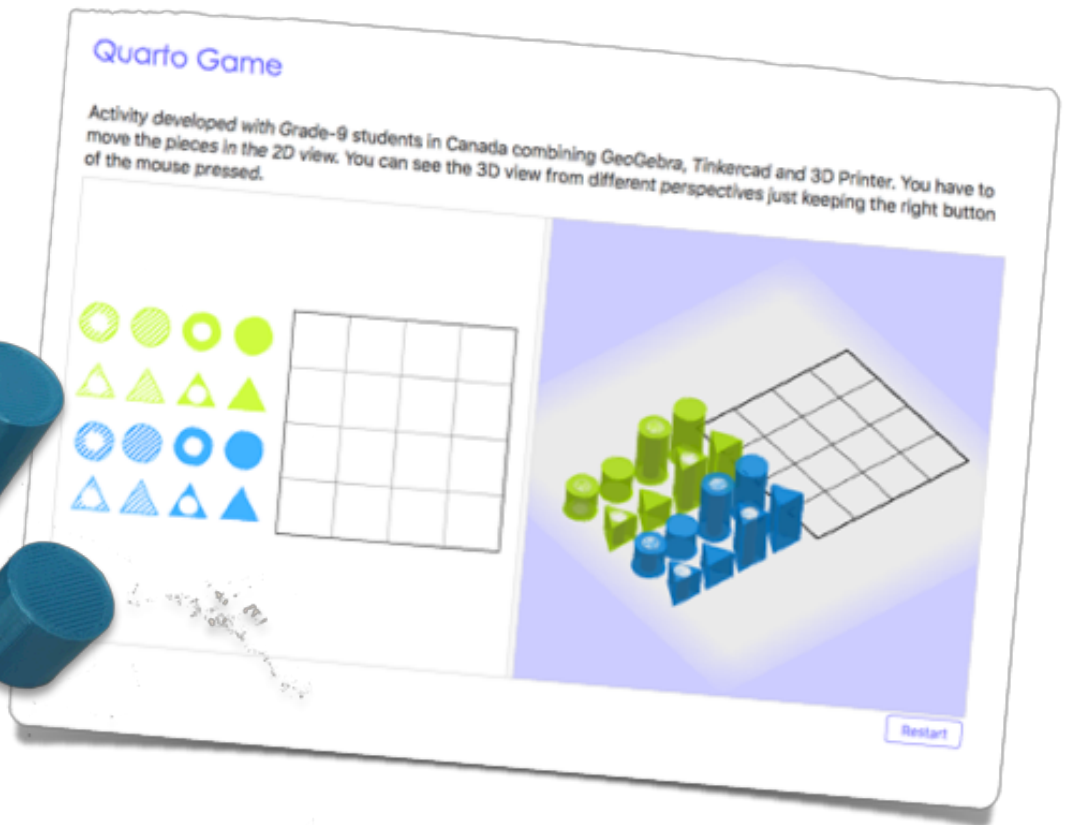 Quarto Game
Activity developed with Grade-9 students in Canada combining GeoGebra, Tinkercad and 3D Printer. You have to
move the pieces in the 2D view. You can see the 3D view from different perspectives just keeping the right button
of the mouse pressed.
Restart